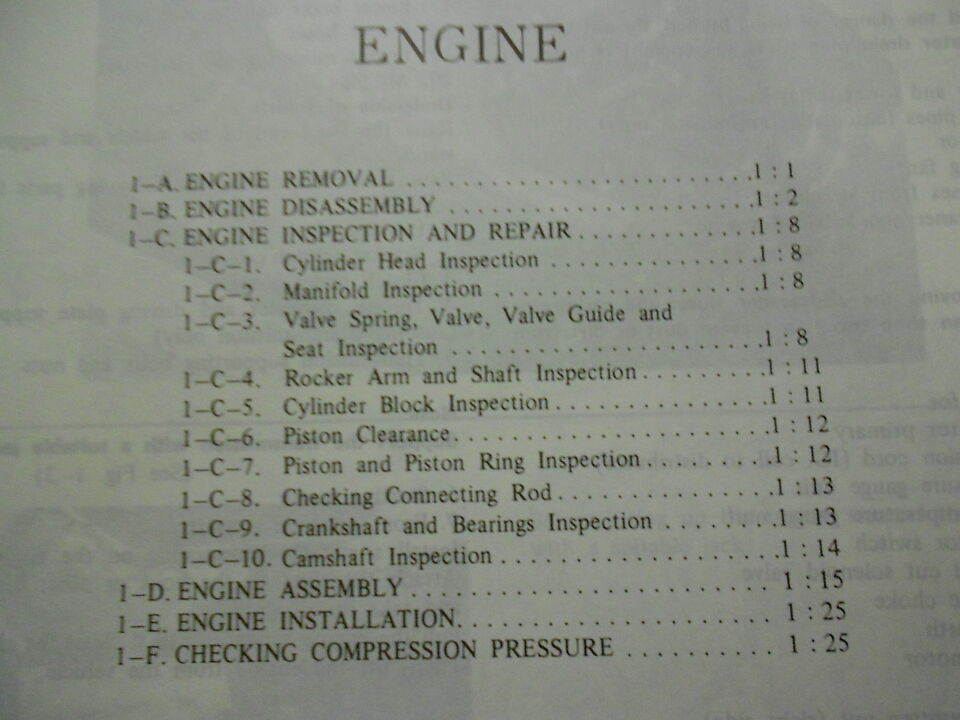 ENGINE
1-A. ENGINE REMOVAL ..........................1 : 1
1-B. ENGINE DISASSEMBLY .......................1 : 2
1-C. ENGINE INSPECTION AND REPAIR..............1 : 8
1-C-1. Cylinder Head Inspection ................1 : 8
1-C-2. Manifold Inspection .....................1 : 8
1-C-3. Valve Spring, Valve, Valve Guide and
Seat Inspection .......................1 : 8
1-C-4. Rocker Arm and Shaft Inspection.........1 : 11
1-C-5. Cylinder Block Inspection................1 : 11
1-C-6. Piston Clearance.......................1 : 12
1-C-7. Piston and Piston Ring Inspection ........1 : 12
1-C-8. Checking Connecting Rod ................1 : 13
1-C-9. Crankshaft and Bearings Inspection ........1 : 13
1-C-10. Camshaft Inspection ....................1 : 14
1-D. ENGINE ASSEMBLY ......................... 1 : 15
1-E. ENGINE INSTALLATION...................... 1 : 25
1-F. CHECKING COMPRESSION PRESSURE .......... 1 : 25